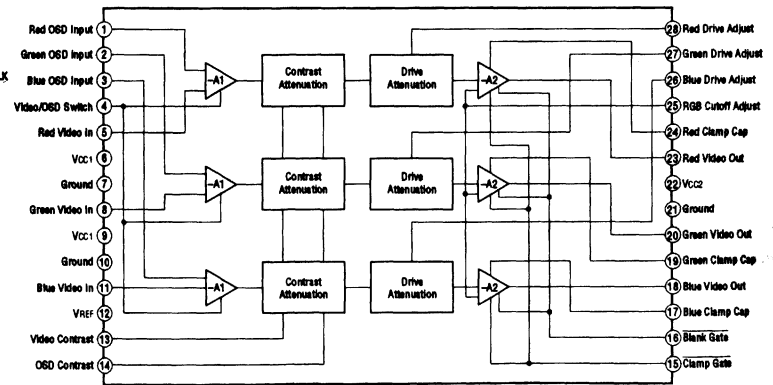 Red OSD Input 1
Green OSD Input 2
LK
Blue OSD Input 3
Video/OSD Switch 4
Red Video In 5
VCC1 6
Ground 7
Green Video In 8
VCC1 9
Ground 10
Blue Video In 11
VREF 12
Video Contrast 13
OSD Contrast 14
–A1
Contrast
Attenuation
Drive
Attenuation
–A2
–A1
Contrast
Attenuation
Drive
Attenuation
–A2
–A1
Contrast
Attenuation
Drive
Attenuation
–A2
28 Red Drive Adjust
27 Green Drive Adjust
26 Blue Drive Adjust
25 RGB Cutoff Adjust
24 Red Clamp Cap
23 Red Video Out
22 VCC2
21 Ground
20 Green Video Out
19 Green Clamp Cap
18 Blue Video Out
17 Blue Clamp Cap
16 Blank Gate
15 Clamp Gate